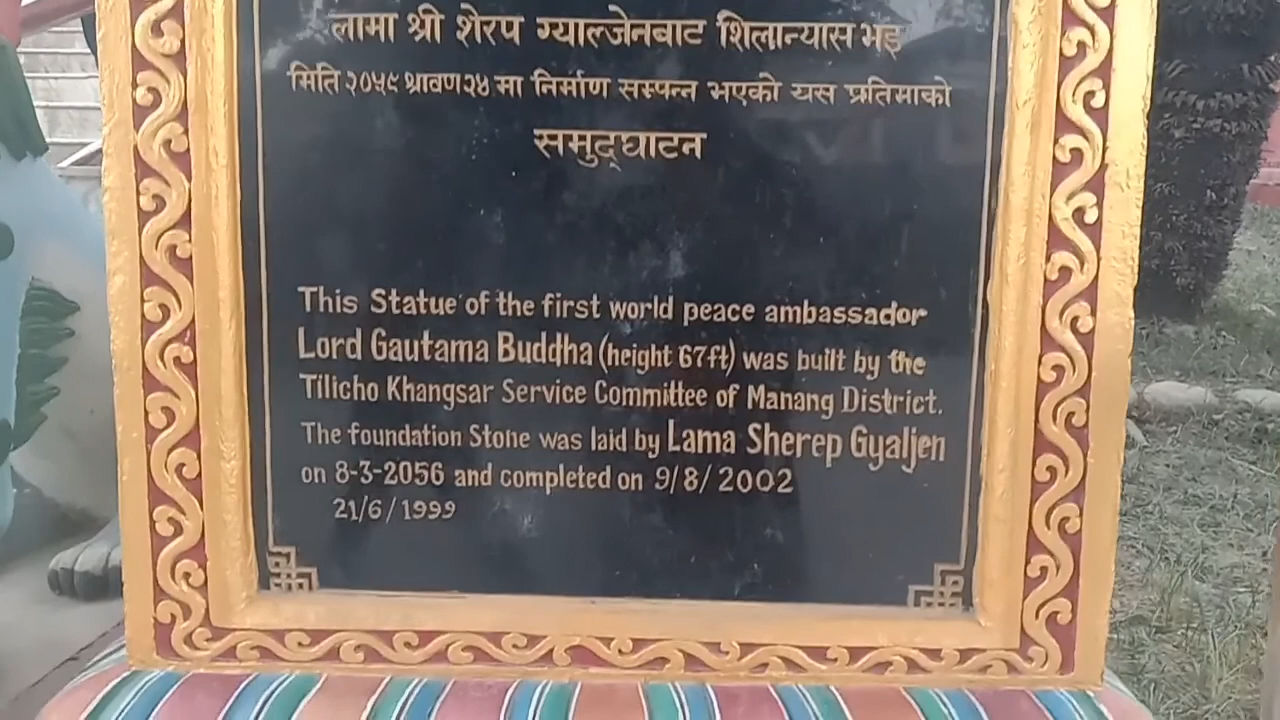 लामा श्री शेरप ग्याल्जेनबाट शिलान्यास भइ
मिति २०५९ श्रावण २४ मा निर्माण सम्पन्न भएको यस प्रतिमाको
समुद्घाटन
This Statue of the first world peace ambassador
Lord Gautama Buddha (height 67ft) was built by the
Tilicho Khangsar Service Committee of Manang District.
The foundation Stone was laid by Lama Sherep Gyaljen
on 8-3-2056 and completed on 9/8/2002
21/6/1999